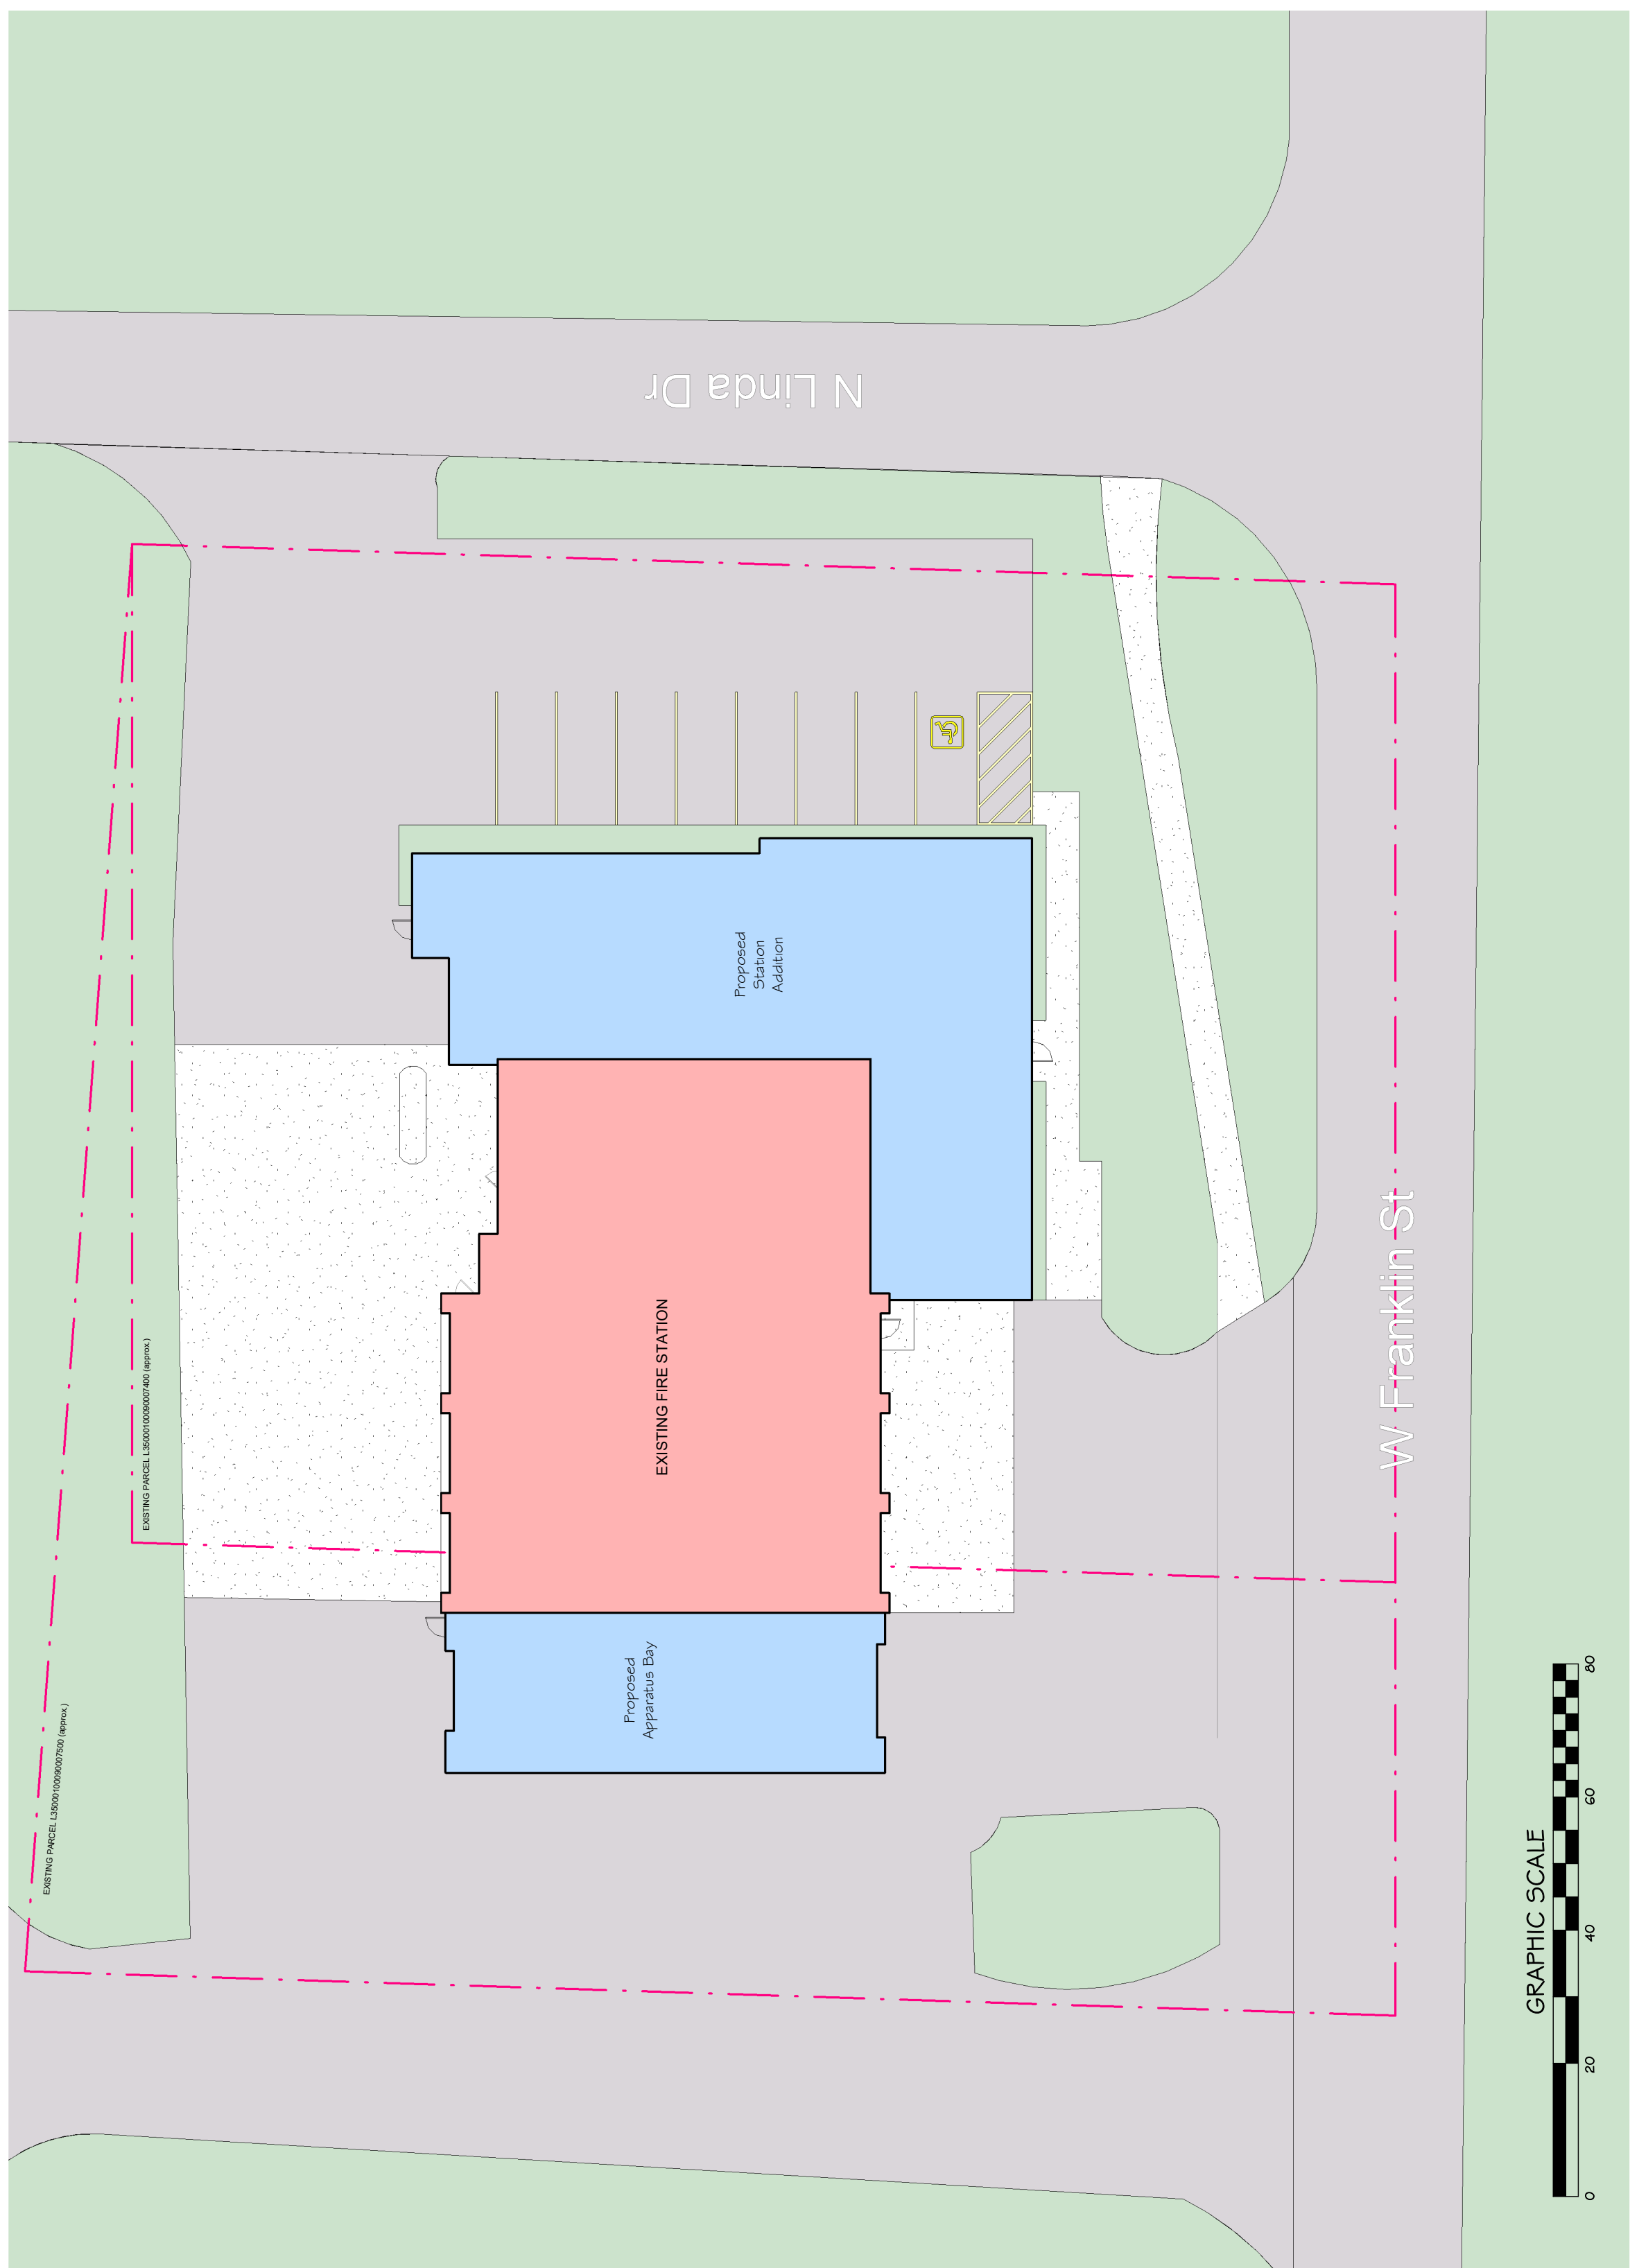 N Linda Dr
Proposed
Station
Addition
EXISTING FIRE STATION
Proposed
Apparatus Bay
EXISTING PARCEL L35000100090007400 (approx.)
EXISTING PARCEL L35000100090007500 (approx.)
W Franklin St
GRAPHIC SCALE
0 20 40 60 80